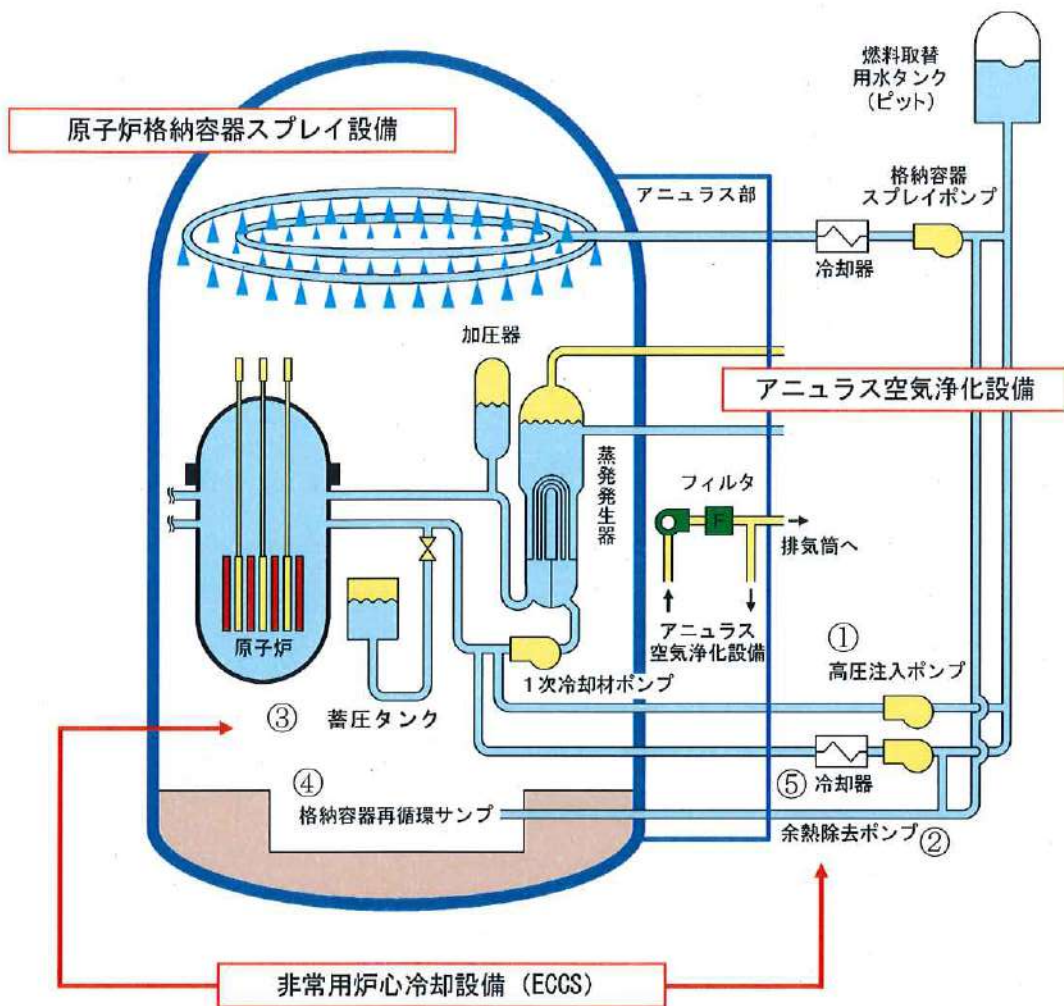 燃料取替
用水タンク
(ピット)
原子炉格納容器スプレイ設備
アニュラス部
格納容器
スプレイポンプ
冷却器
加圧器
アニュラス空気浄化設備
蒸発発生器
フィルタ
F
排気筒へ
原子炉
アニュラス
空気浄化設備
①
高圧注入ポンプ
1次冷却材ポンプ
③ 蓄圧タンク
④
⑤ 冷却器
格納容器再循環サンプ
余熱除去ポンプ ②
非常用炉心冷却設備 (ECCS)